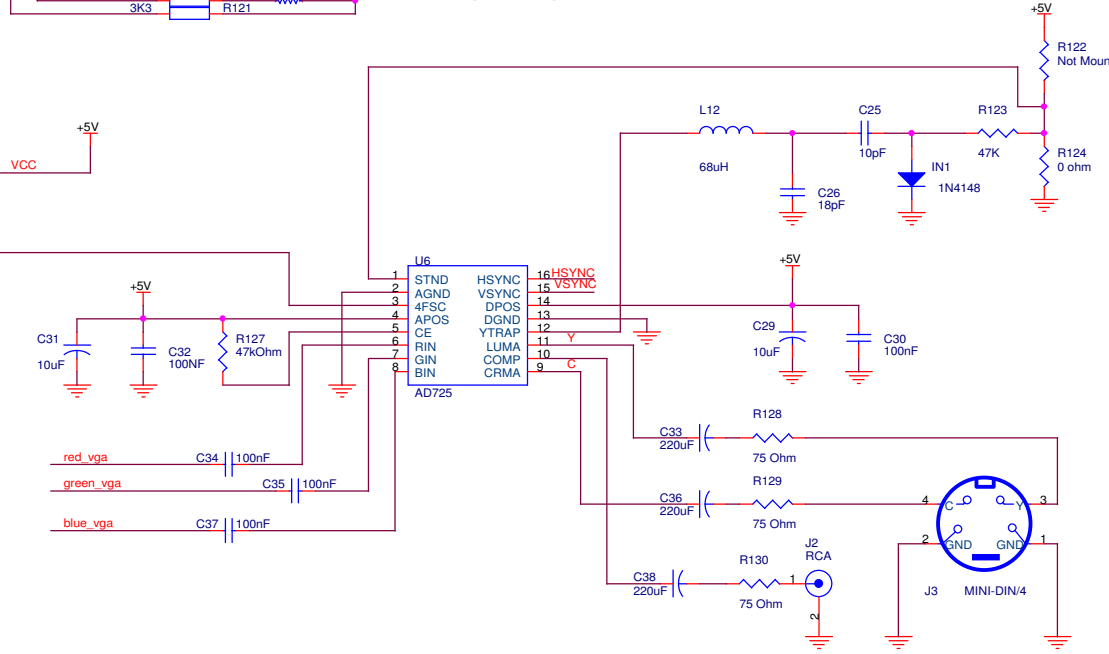 3K3
R121
+5V
R122
Not Moun
L12
C25
R123
+5V
10pF
47K
R124
0 ohm
VCC
68uH
IN1
1N4148
C26
18pF
U6
+5V
1
STND
HSYNC
16
HSYNC
2
AGND
VSYNC
15
VSYNC
3
4FSC
DPOS
14
4
APOS
DGND
13
5
CE
YTRAP
12
6
RIN
LUMA
11
Y
7
GIN
COMP
10
8
BIN
CRMA
9
C
AD725
+5V
C31
10uF
C32
100NF
R127
47kOhm
C29
10uF
C30
100nF
R128
C33
220uF
75 Ohm
red_vga
C34
100nF
green_vga
C35
100nF
R129
C36
220uF
75 Ohm
blue_vga
C37
100nF
4
C
Y
3
2
GND
GND
1
J2
RCA
R130
C38
220uF
1
75 Ohm
2
J3
MINI-DIN/4